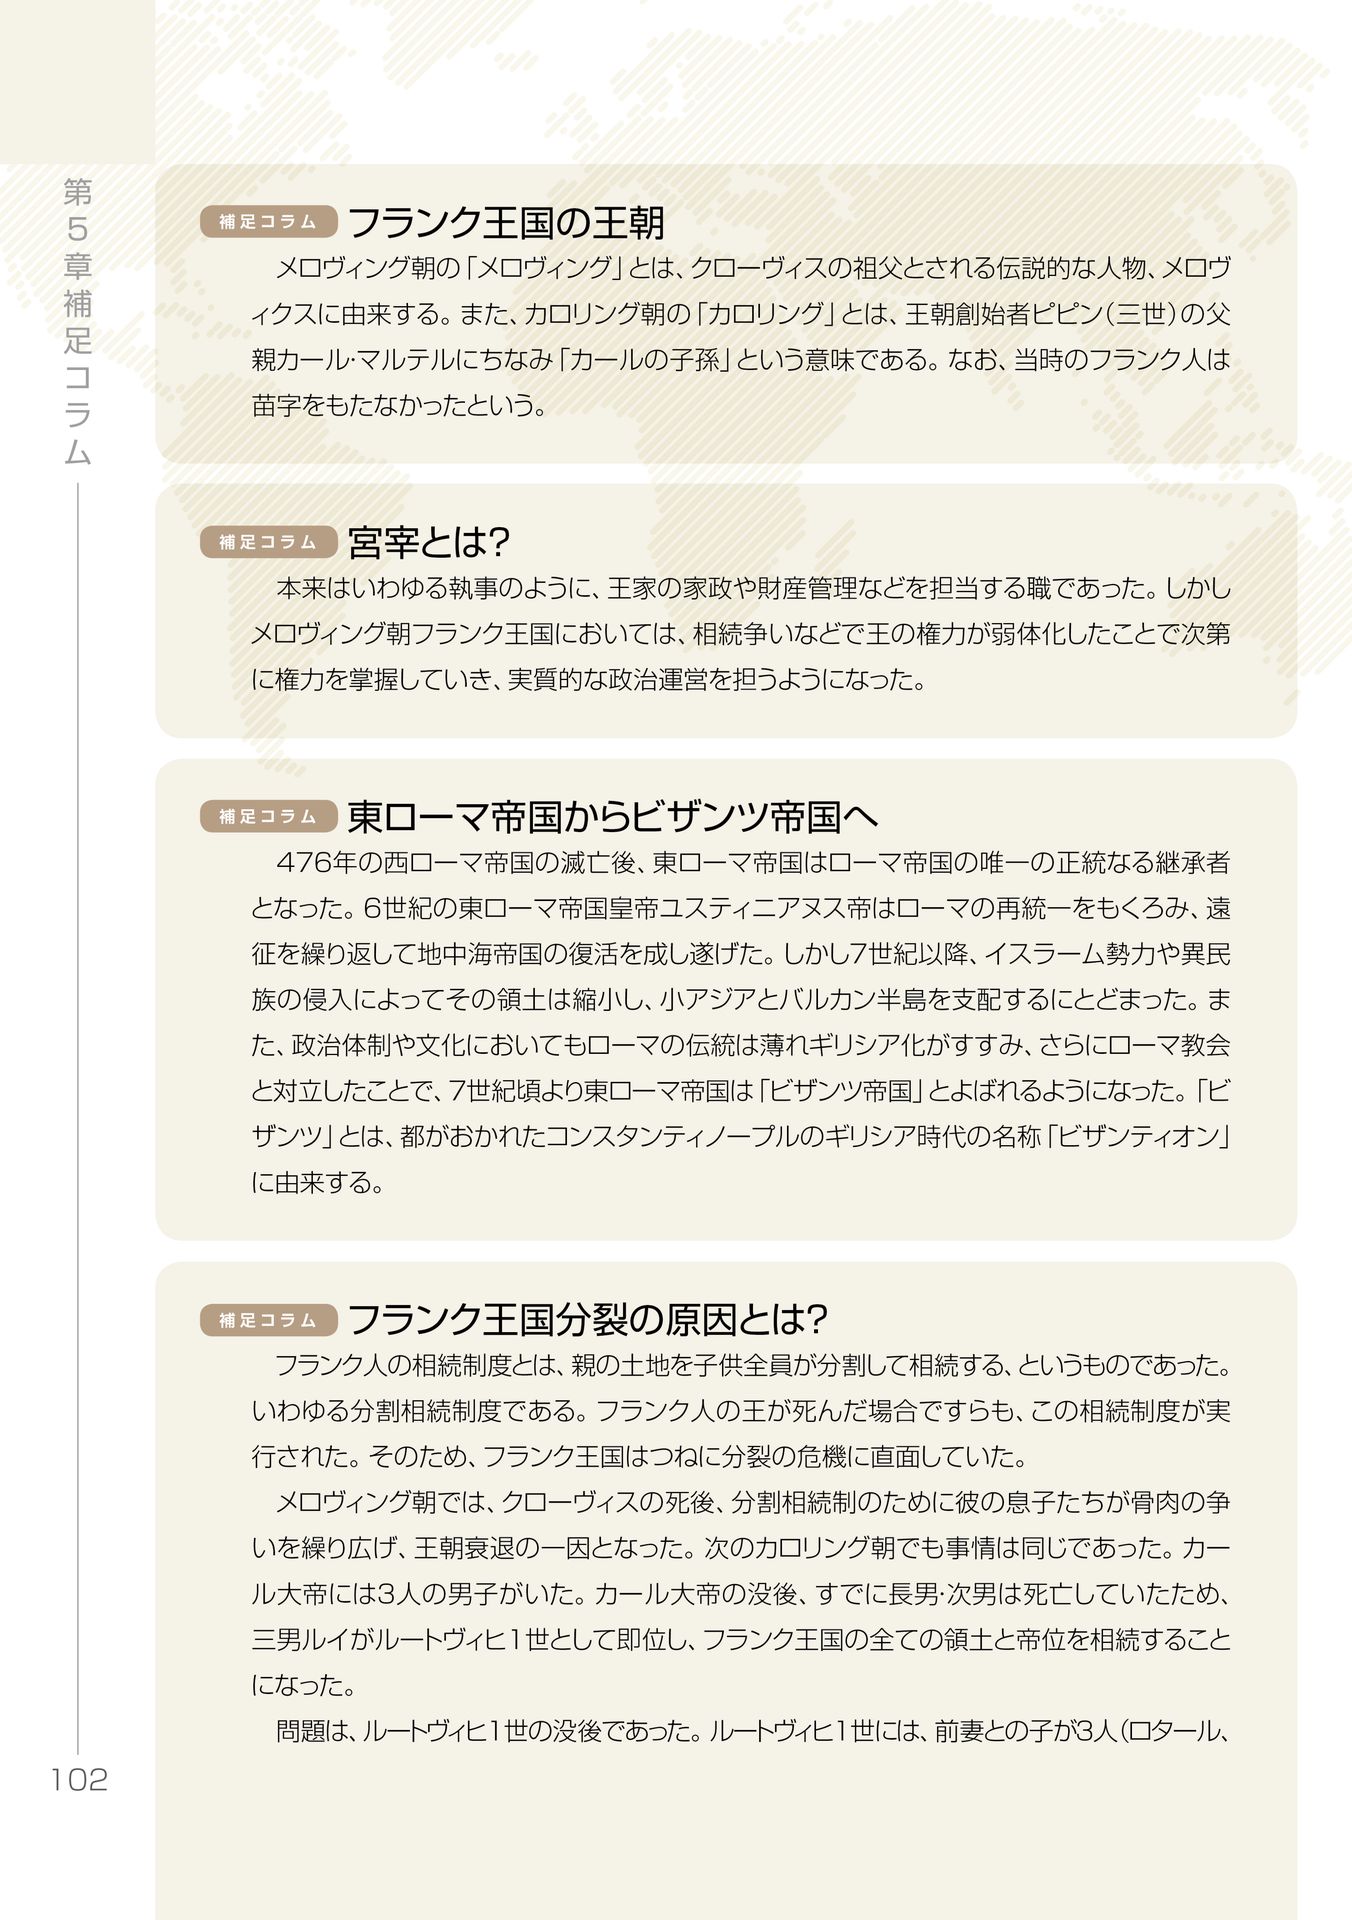 第5章補足コラム
補足コラム フランク王国の王朝
メロヴィング朝の「メロヴィング」とは、クローヴィスの祖父とされる伝説的な人物、メロヴ
ィクスに由来する。また、カロリング朝の「カロリング」とは、王朝創始者ピピン（三世）の父
親カール・マルテルにちなみ「カールの子孫」という意味である。なお、当時のフランク人は
苗字をもたなかったという。
補足コラム 宮宰とは？
本来はいわゆる執事のように、王家の家政や財産管理などを担当する職であった。しかし
メロヴィング朝フランク王国においては、相続争いなどで王の権力が弱体化したことで次第
に権力を掌握していき、実質的な政治運営を担うようになった。
補足コラム 東ローマ帝国からビザンツ帝国へ
476年の西ローマ帝国の滅亡後、東ローマ帝国はローマ帝国の唯一の正統なる継承者
となった。6世紀の東ローマ帝国皇帝ユスティニアヌス帝はローマの再統一をもくろみ、遠
征を繰り返して地中海帝国の復活を成し遂げた。しかし7世紀以降、イスラーム勢力や異民
族の侵入によってその領土は縮小し、小アジアとバルカン半島を支配するにとどまった。ま
た、政治体制や文化においてもローマの伝統は薄れギリシア化がすすみ、さらにローマ教会
と対立したことで、7世紀頃より東ローマ帝国は「ビザンツ帝国」とよばれるようになった。「ビ
ザンツ」とは、都がおかれたコンスタンティノープルのギリシア時代の名称「ビザンティオン」
に由来する。
補足コラム フランク王国分裂の原因とは？
フランク人の相続制度とは、親の土地を子供全員が分割して相続する、というものであった。
いわゆる分割相続制度である。フランク人の王が死んだ場合ですらも、この相続制度が実
行された。そのため、フランク王国はつねに分裂の危機に直面していた。
メロヴィング朝では、クローヴィスの死後、分割相続制のために彼の息子たちが骨肉の争
いを繰り広げ、王朝衰退の一因となった。次のカロリング朝でも事情は同じであった。カー
ル大帝には3人の男子がいた。カール大帝の没後、すでに長男・次男は死亡していたため、
三男ルイがルートヴィヒ1世として即位し、フランク王国の全ての領土と帝位を相続すること
になった。
問題は、ルートヴィヒ1世の没後であった。ルートヴィヒ1世には、前妻との子が3人（ロタール、
102